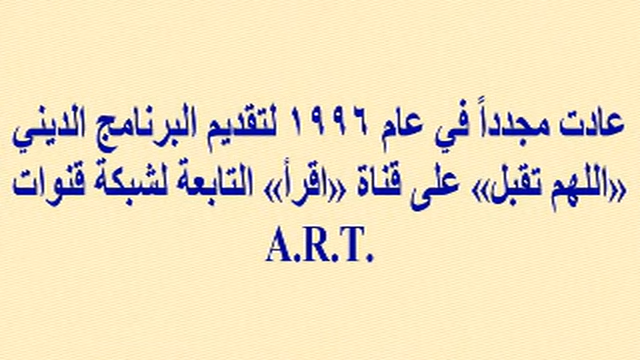 عادت مجدداً في عام ١٩٩٦ لتقديم البرنامج الديني
«اللهم تقبل» على قناة «اقرأ» التابعة لشبكة قنوات
A.R.T.